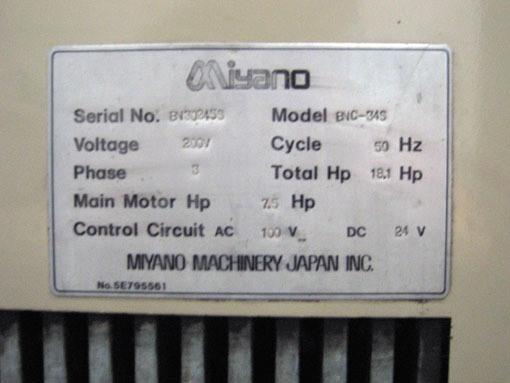 Miyano
Serial No. BN30245S Model BNC-34S
Voltage 200V Cycle 50 Hz
Phase 3 Total Hp 18.1 Hp
Main Motor Hp 7.5 Hp
Control Circuit AC 100 V DC 24 V
MIYANO MACHINERY JAPAN INC.
No.5E795561